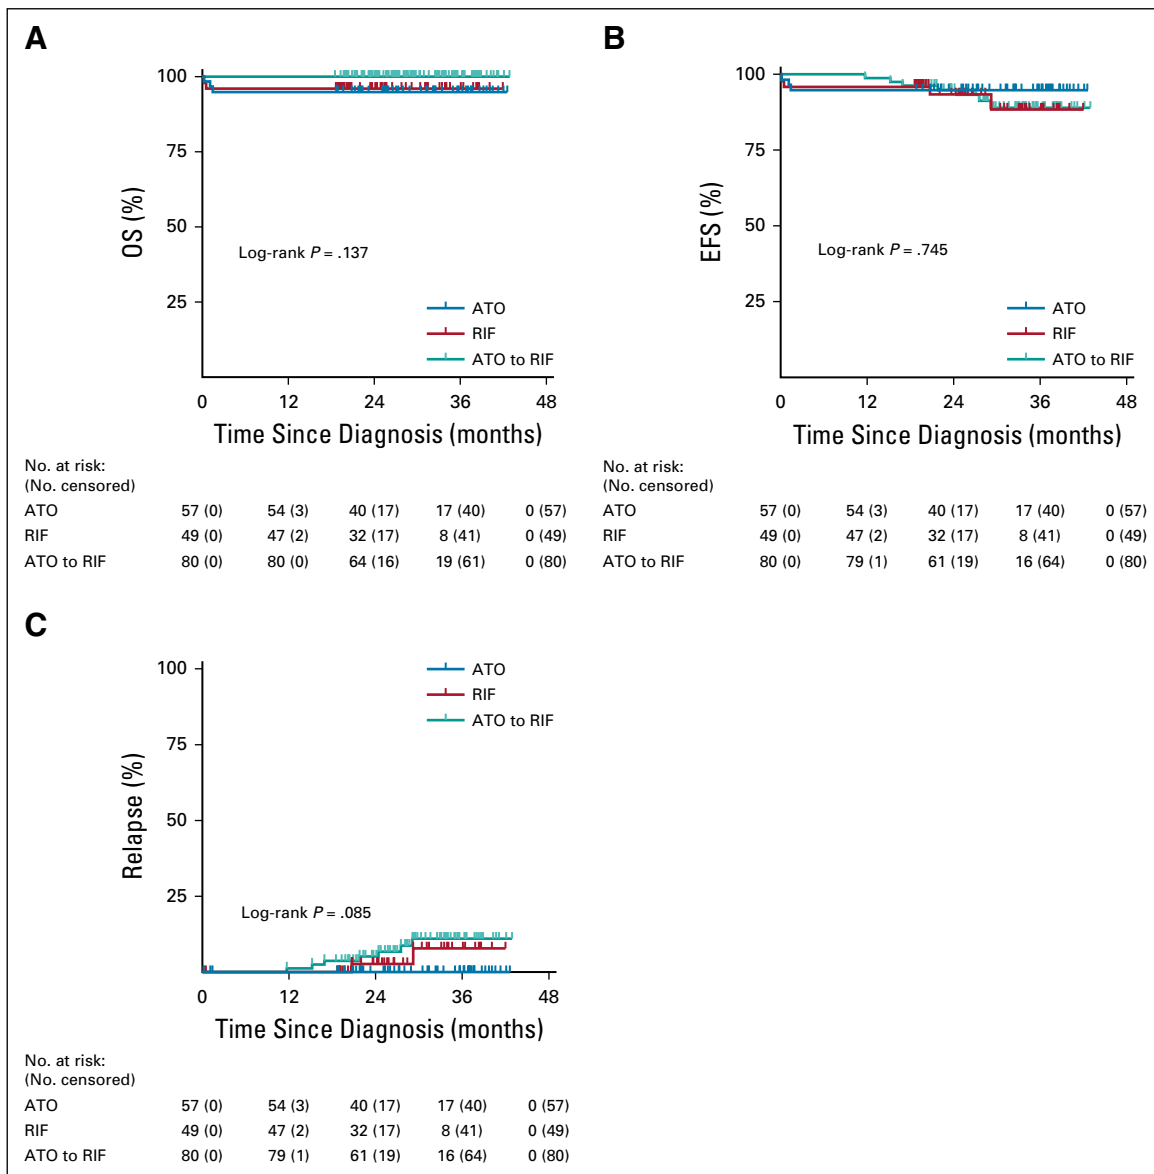 A
100
75
50
25
OS (%)
Log-rank P = .137
ATO
RIF
ATO to RIF
0 12 24 36 48
Time Since Diagnosis (months)
No. at risk:
(No. censored)
ATO 57 (0) 54 (3) 40 (17) 17 (40) 0 (57)
RIF 49 (0) 47 (2) 32 (17) 8 (41) 0 (49)
ATO to RIF 80 (0) 80 (0) 64 (16) 19 (61) 0 (80)
B
100
75
50
25
EFS (%)
Log-rank P = .745
ATO
RIF
ATO to RIF
0 12 24 36 48
Time Since Diagnosis (months)
No. at risk:
(No. censored)
ATO 57 (0) 54 (3) 40 (17) 17 (40) 0 (57)
RIF 49 (0) 47 (2) 32 (17) 8 (41) 0 (49)
ATO to RIF 80 (0) 79 (1) 61 (19) 16 (64) 0 (80)
C
100
75
50
25
Relapse (%)
ATO
RIF
ATO to RIF
Log-rank P = .085
0 12 24 36 48
Time Since Diagnosis (months)
No. at risk:
(No. censored)
ATO 57 (0) 54 (3) 40 (17) 17 (40) 0 (57)
RIF 49 (0) 47 (2) 32 (17) 8 (41) 0 (49)
ATO to RIF 80 (0) 79 (1) 61 (19) 16 (64) 0 (80)